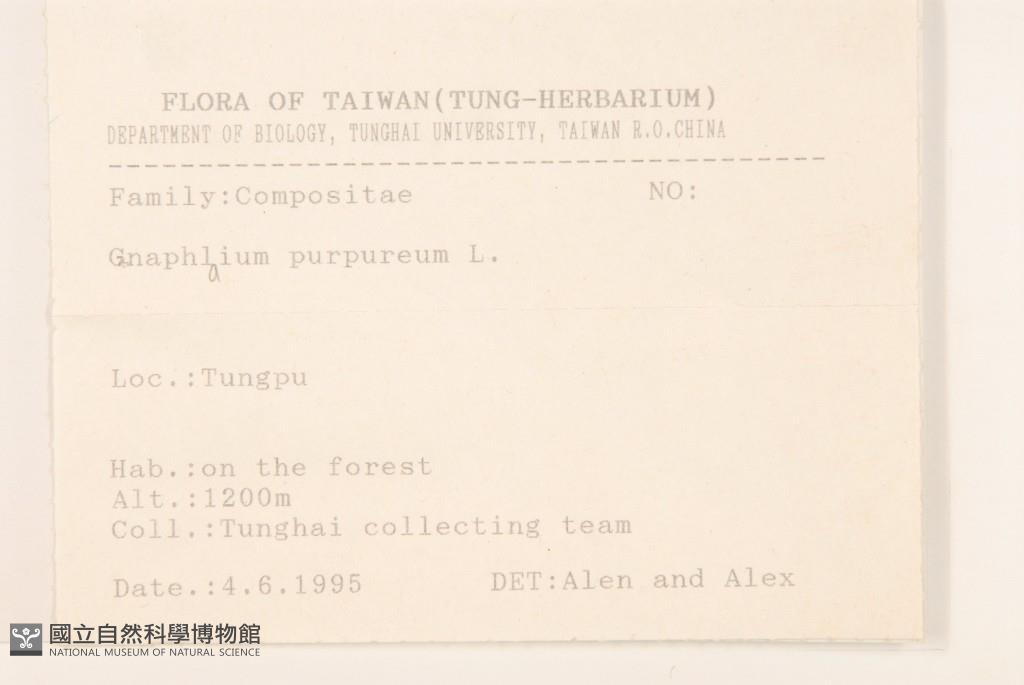 FLORA OF TAIWAN(TUNG-HERBARIUM)
DEPARTMENT OF BIOLOGY, TUNGHAI UNIVERSITY, TAIWAN R.O.CHINA
Family:Compositae NO:
Gnaphlium purpureum L.
a
Loc.:Tungpu
Hab.:on the forest
Alt.:1200m
Coll.:Tunghai collecting team
Date.:4.6.1995 DET:Alen and Alex
國立自然科學博物館
NATIONAL MUSEUM OF NATURAL SCIENCE